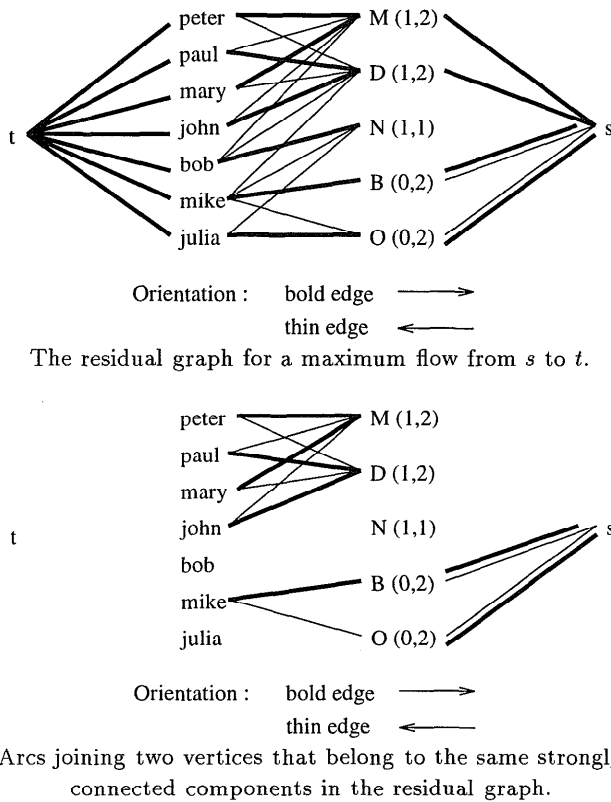 peter M (1,2)
paul D (1,2)
mary
t john N (1,1) s
bob
B (0,2)
mike
julia O (0,2)
Orientation : bold edge
thin edge
The residual graph for a maximum flow from s to t.
peter M (1,2)
paul
D (1,2)
mary
t john N (1,1) s
bob
B (0,2)
mike
julia O (0,2)
Orientation : bold edge
thin edge
Arcs joining two vertices that belong to the same strongl
connected components in the residual graph.